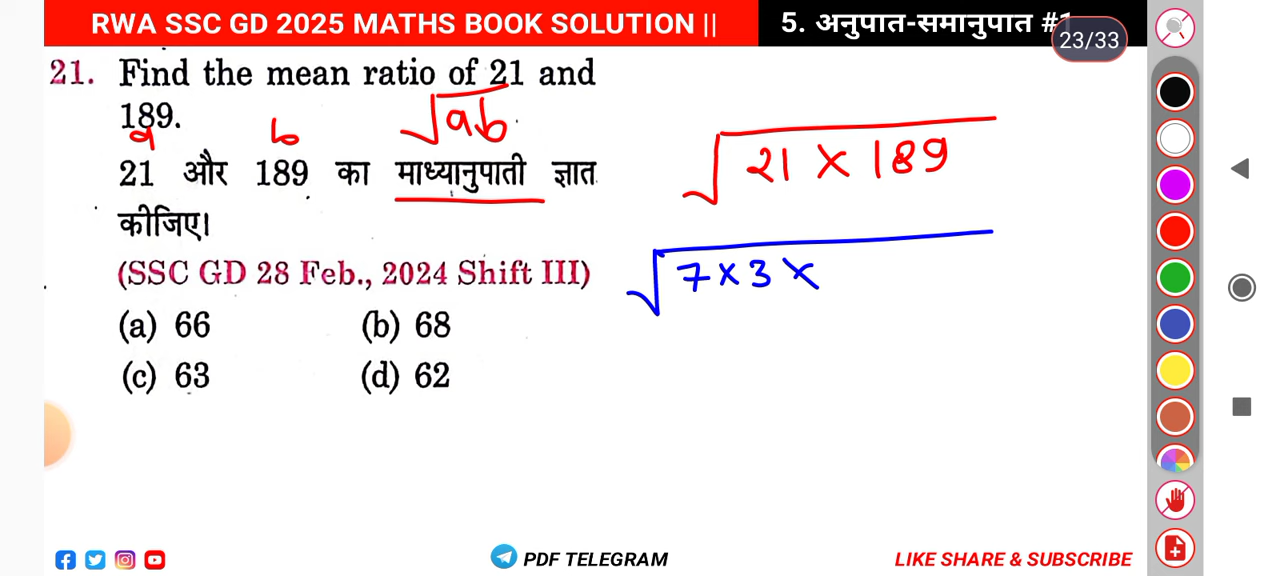 RWA SSC GD 2025 MATHS BOOK SOLUTION || 5. अनुपात-समानुपात #1
23/33
21. Find the mean ratio of 21 and
189.
a b √ab
21 और 189 का माध्यानुपाती ज्ञात
कीजिए।
(SSC GD 28 Feb., 2024 Shift III)
(a) 66 (b) 68
(c) 63 (d) 62
√21 × 189
√7 × 3 ×
PDF TELEGRAM
LIKE SHARE & SUBSCRIBE